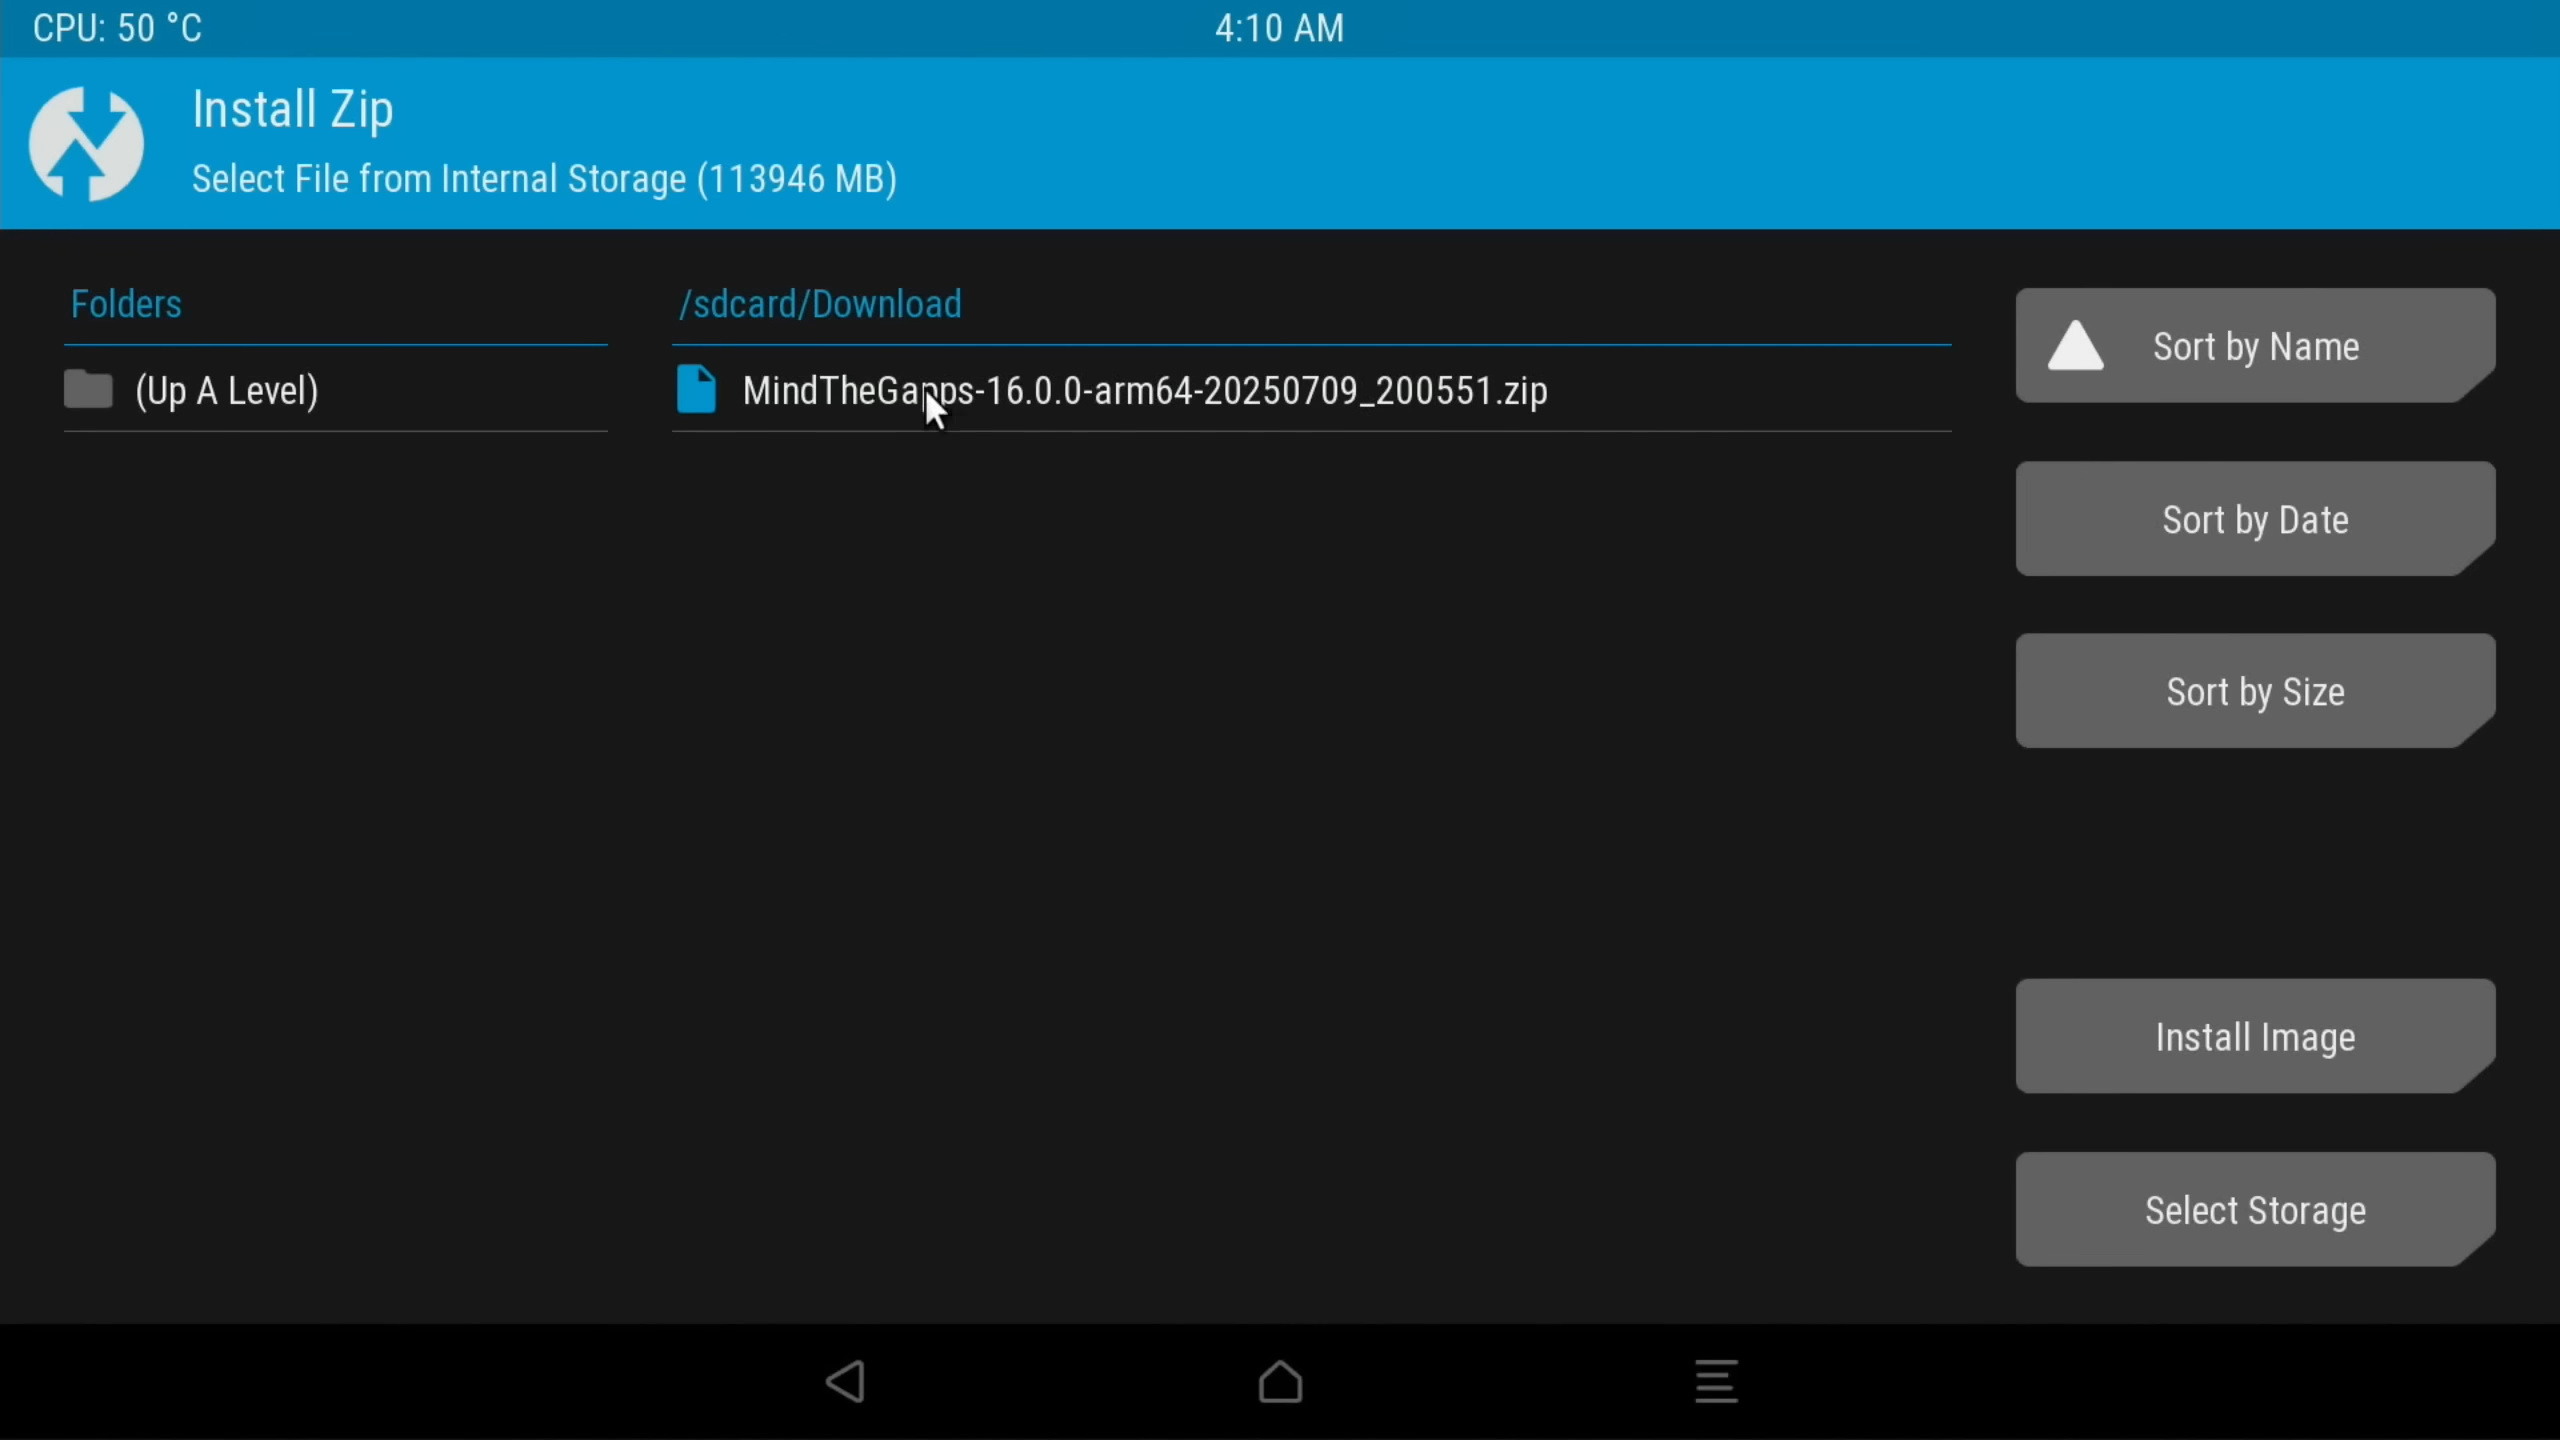 CPU: 50 °C
4:10 AM
Install Zip
Select File from Internal Storage (113946 MB)
Folders
/sdcard/Download
(Up A Level)
MindTheGapps-16.0.0-arm64-20250709_200551.zip
Sort by Name
Sort by Date
Sort by Size
Install Image
Select Storage